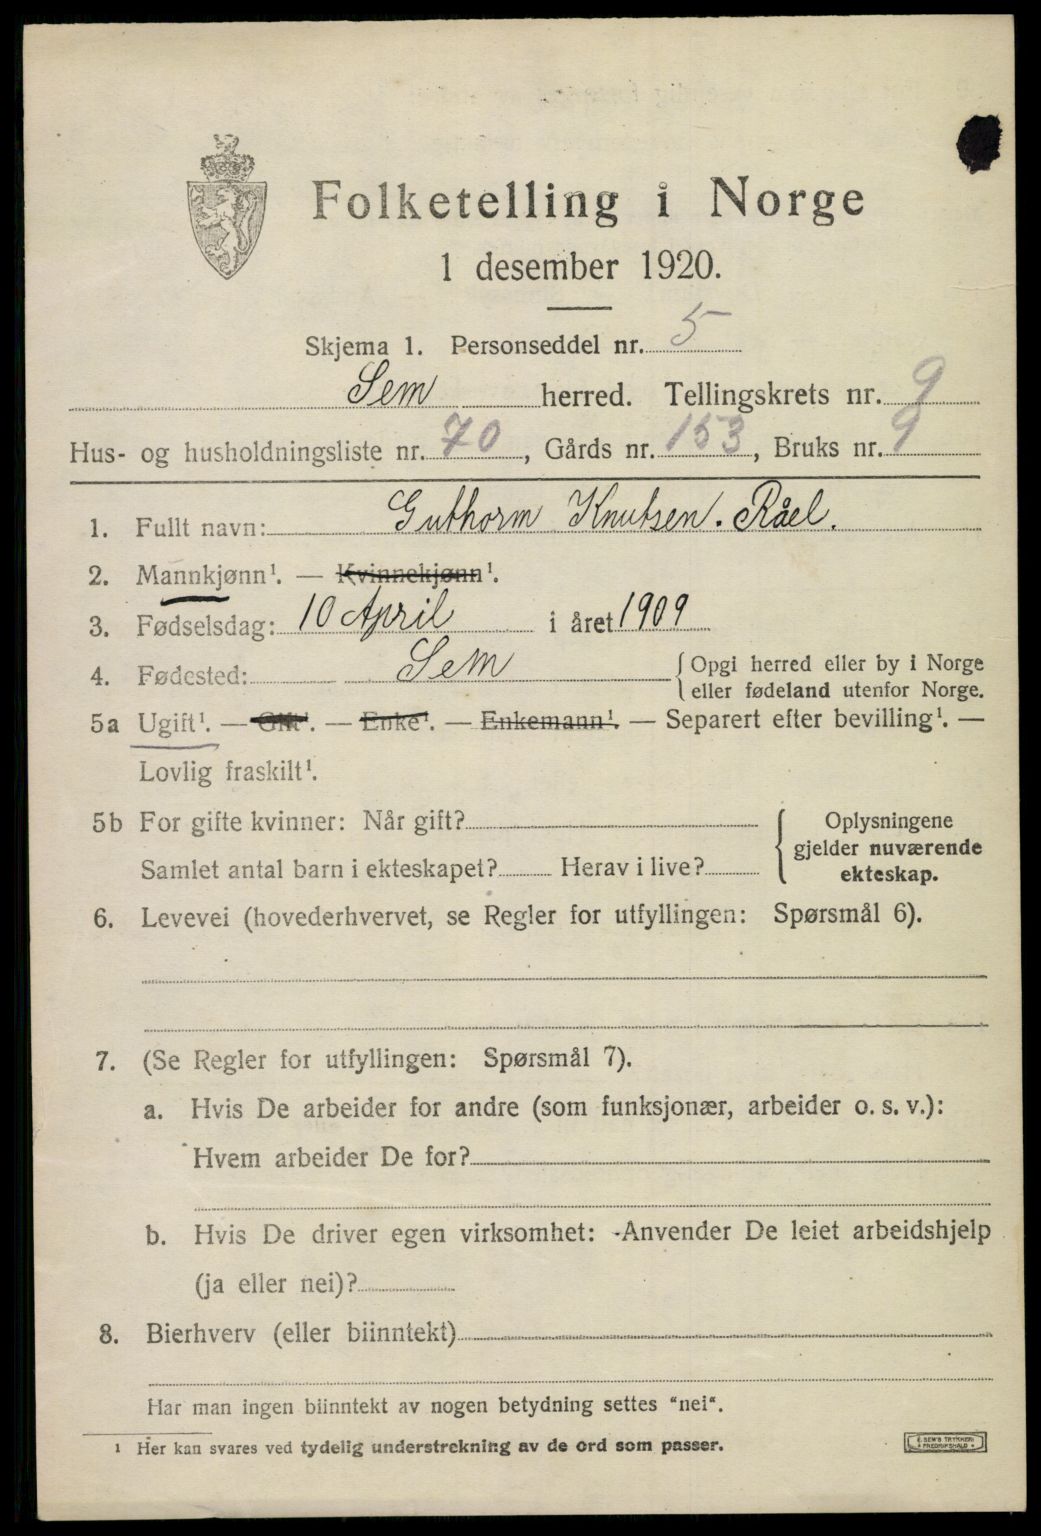 Folketelling i Norge
1 desember 1920.
Skjema 1. Personseddel nr. 5
Sem herred. Tellingskrets nr. 9
Hus- og husholdningsliste nr. 70, Gårds nr. 153, Bruks nr. 9
1. Fullt navn: Guthorm Knutsen. Råel.
2. Mannkjønn¹. — Kvinnekjønn¹.
3. Fødselsdag: 10 April i året 1909
4. Fødested: Sem {Opgi herred eller by i Norge
eller fødeland utenfor Norge.
5a Ugift¹. — Gift¹. — Enke¹. — Enkemann¹. — Separert efter bevilling¹. —
Lovlig fraskilt¹.
5b For gifte kvinner: Når gift? { Oplysningene
gjelder nuværende
Samlet antal barn i ekteskapet? Herav i live? ekteskap.
6. Levevei (hovederhvervet, se Regler for utfyllingen: Spørsmål 6).
7. (Se Regler for utfyllingen: Spørsmål 7).
a. Hvis De arbeider for andre (som funksjonær, arbeider o. s. v.):
Hvem arbeider De for?
b. Hvis De driver egen virksomhet: -Anvender De leiet arbeidshjelp
(ja eller nei)?
8. Bierhverv (eller biinntekt)
Har man ingen biinntekt av nogen betydning settes "nei".
¹ Her kan svares ved tydelig understrekning av de ord som passer.
E. SEM'S TRYKKERI
FREDRIKSHALD